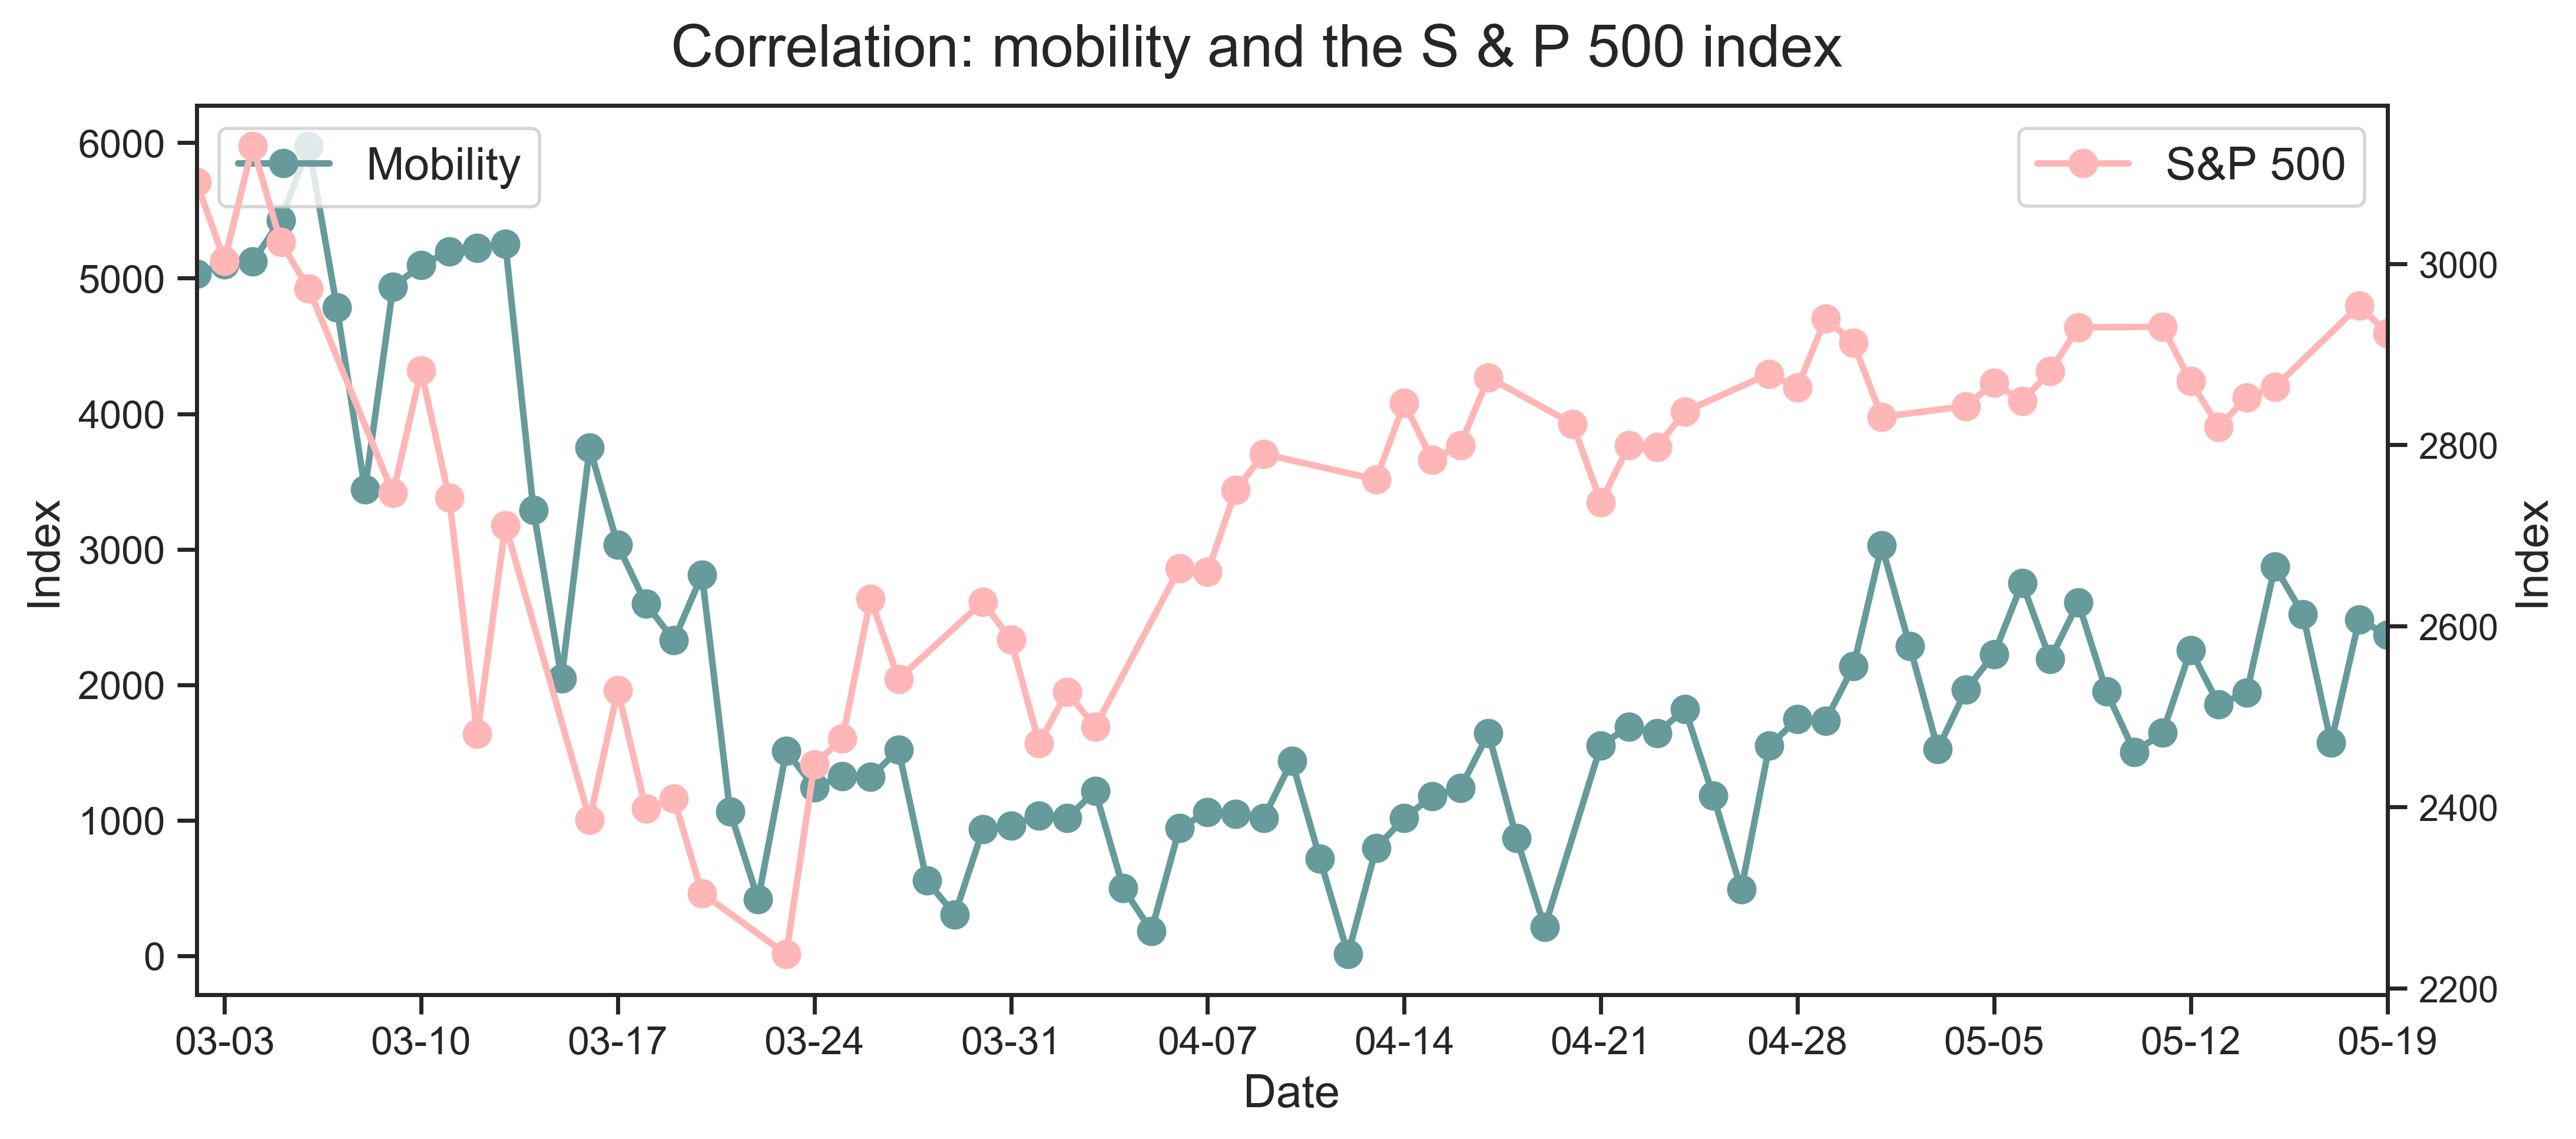 Correlation: mobility and the S & P 500 index
Mobility
S&P 500
6000
5000
4000
3000
2000
1000
0
Index
3000
2800
2600
2400
2200
Index
03-03 03-10 03-17 03-24 03-31 04-07 04-14 04-21 04-28 05-05 05-12 05-19
Date